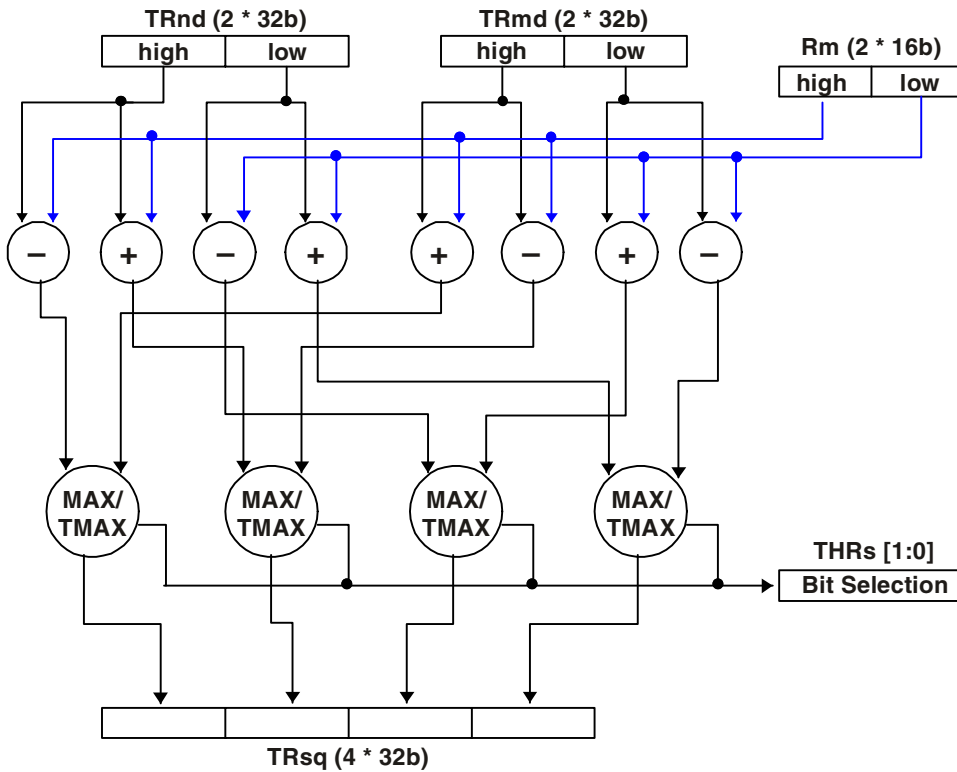 TRnd (2 * 32b)
TRmd (2 * 32b)
Rm (2 * 16b)
high low
high low
high low
− + − + + − + −
MAX/ TMAX
MAX/ TMAX
MAX/ TMAX
MAX/ TMAX
THRs [1:0]
Bit Selection
TRsq (4 * 32b)